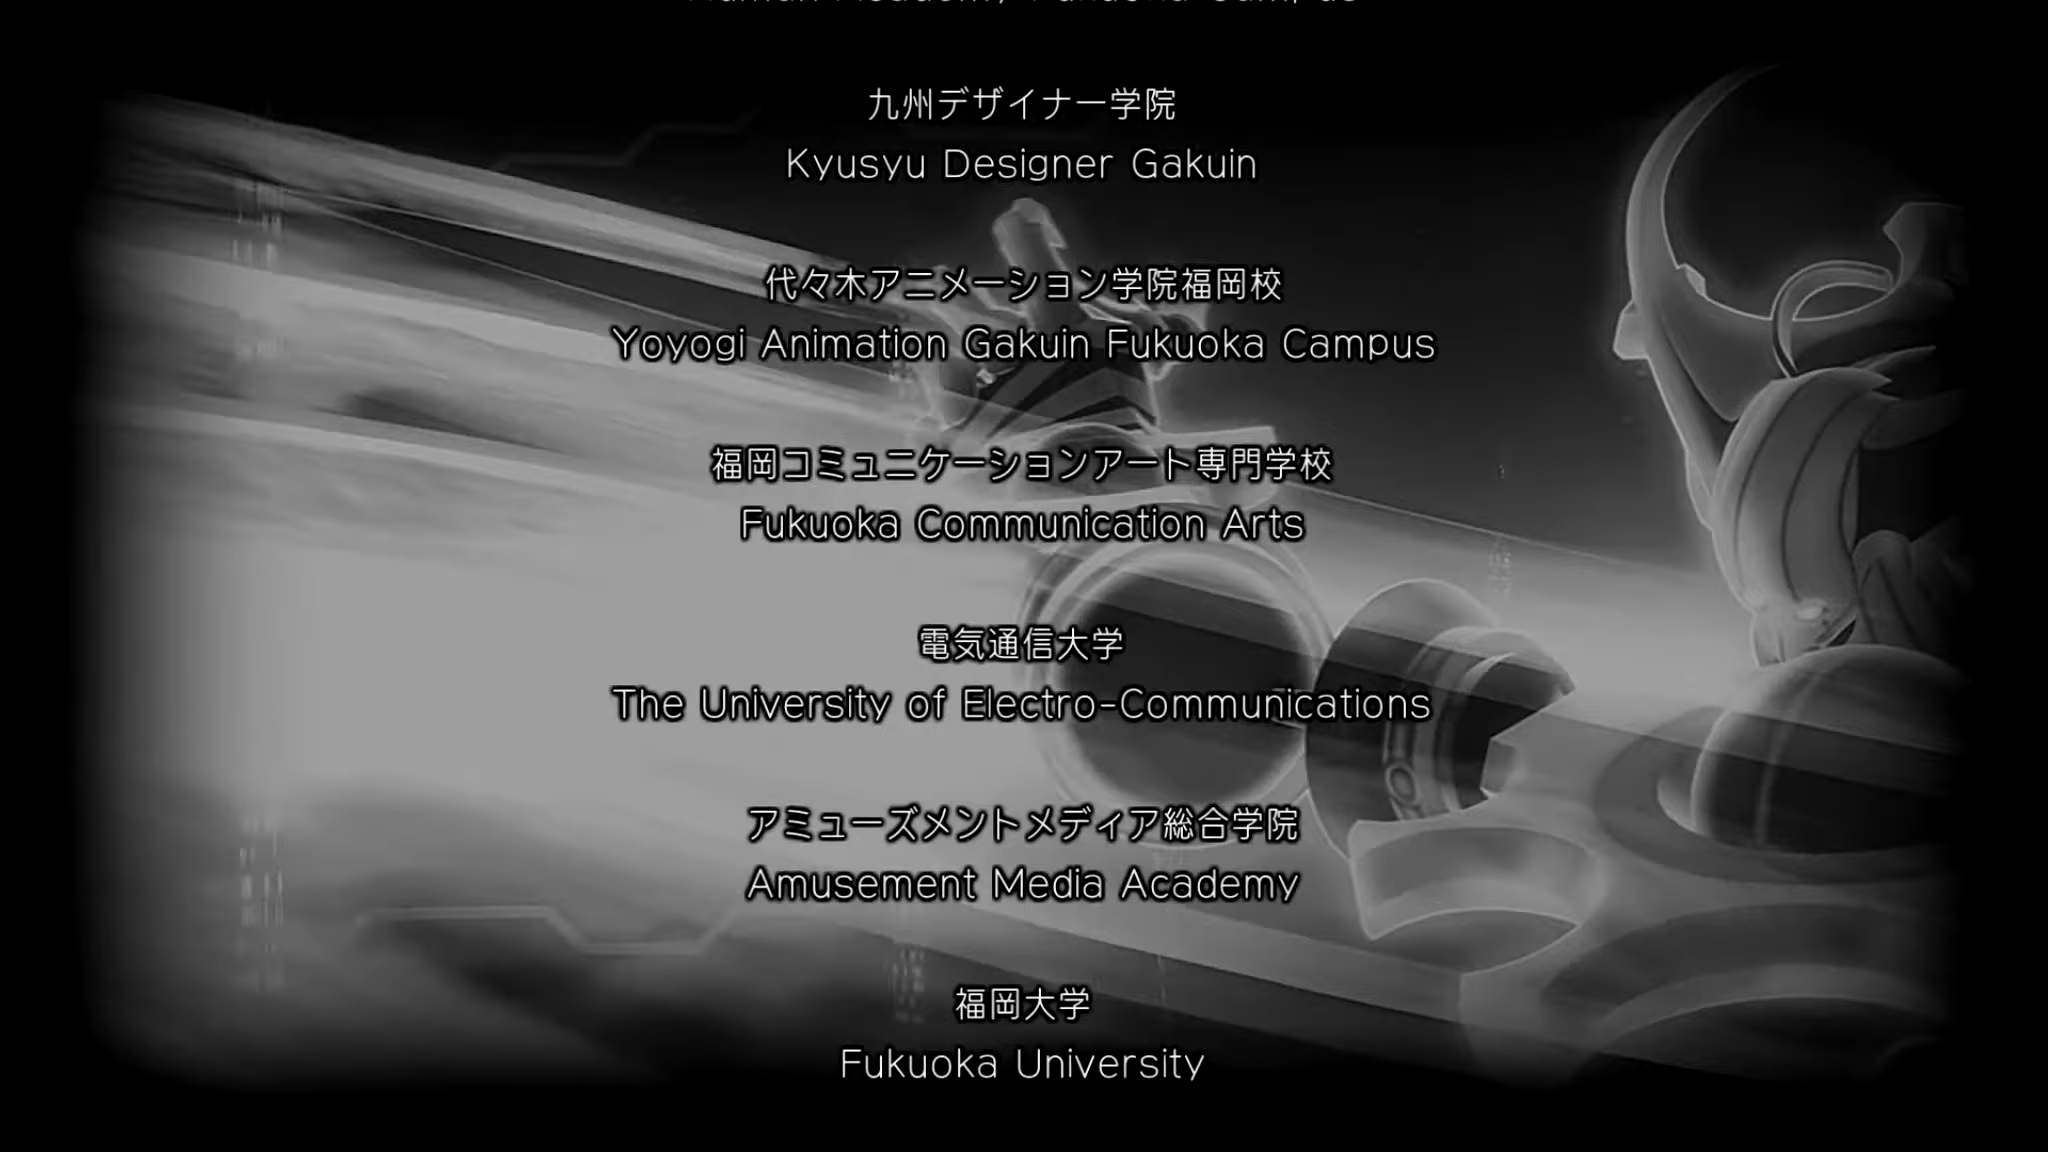 九州デザイナー学院
Kyusyu Designer Gakuin
代々木アニメーション学院福岡校
Yoyogi Animation Gakuin Fukuoka Campus
福岡コミュニケーションアート専門学校
Fukuoka Communication Arts
電気通信大学
The University of Electro-Communications
アミューズメントメディア総合学院
Amusement Media Academy
福岡大学
Fukuoka University